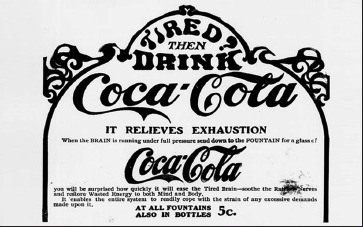 TIRED?
THEN
DRINK
Coca-Cola
IT RELIEVES EXHAUSTION
When the BRAIN is running under full pressure send down to the FOUNTAIN for a glass of
Coca-Cola
you will be surprised how quickly it will ease the Tired Brain—soothe the Rattled Nerves
and restore Wasted Energy to both Mind and Body.
It enables the entire system to readily cope with the strain of any excessive demands
made upon it.
AT ALL FOUNTAINS
ALSO IN BOTTLES 5c.